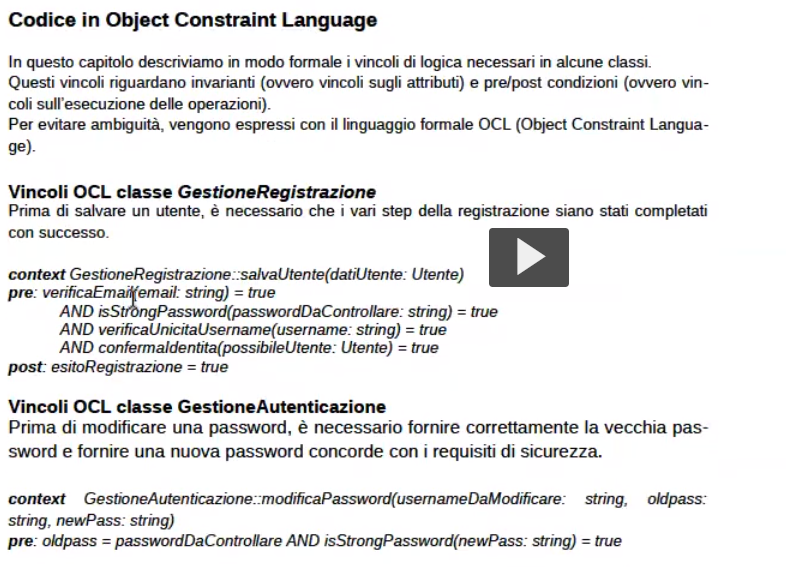 Codice in Object Constraint Language
In questo capitolo descriviamo in modo formale i vincoli di logica necessari in alcune classi.
Questi vincoli riguardano invarianti (ovvero vincoli sugli attributi) e pre/post condizioni (ovvero vin-
coli sull'esecuzione delle operazioni).
Per evitare ambiguità, vengono espressi con il linguaggio formale OCL (Object Constraint Langua-
ge).
Vincoli OCL classe GestioneRegistrazione
Prima di salvare un utente, è necessario che i vari step della registrazione siano stati completati
con successo.
context GestioneRegistrazione::salvaUtente(datiUtente: Utente)
pre: verificaEmail(email: string) = true
AND isStrongPassword(passwordDaControllare: string) = true
AND verificaUnicitaUsername(username: string) = true
AND confermaIdentita(possibileUtente: Utente) = true
post: esitoRegistrazione = true
Vincoli OCL classe GestioneAutenticazione
Prima di modificare una password, è necessario fornire correttamente la vecchia pas-
sword e fornire una nuova password concorde con i requisiti di sicurezza.
context GestioneAutenticazione::modificaPassword(usernameDaModificare: string, oldpass:
string, newPass: string)
pre: oldpass = passwordDaControllare AND isStrongPassword(newPass: string) = true